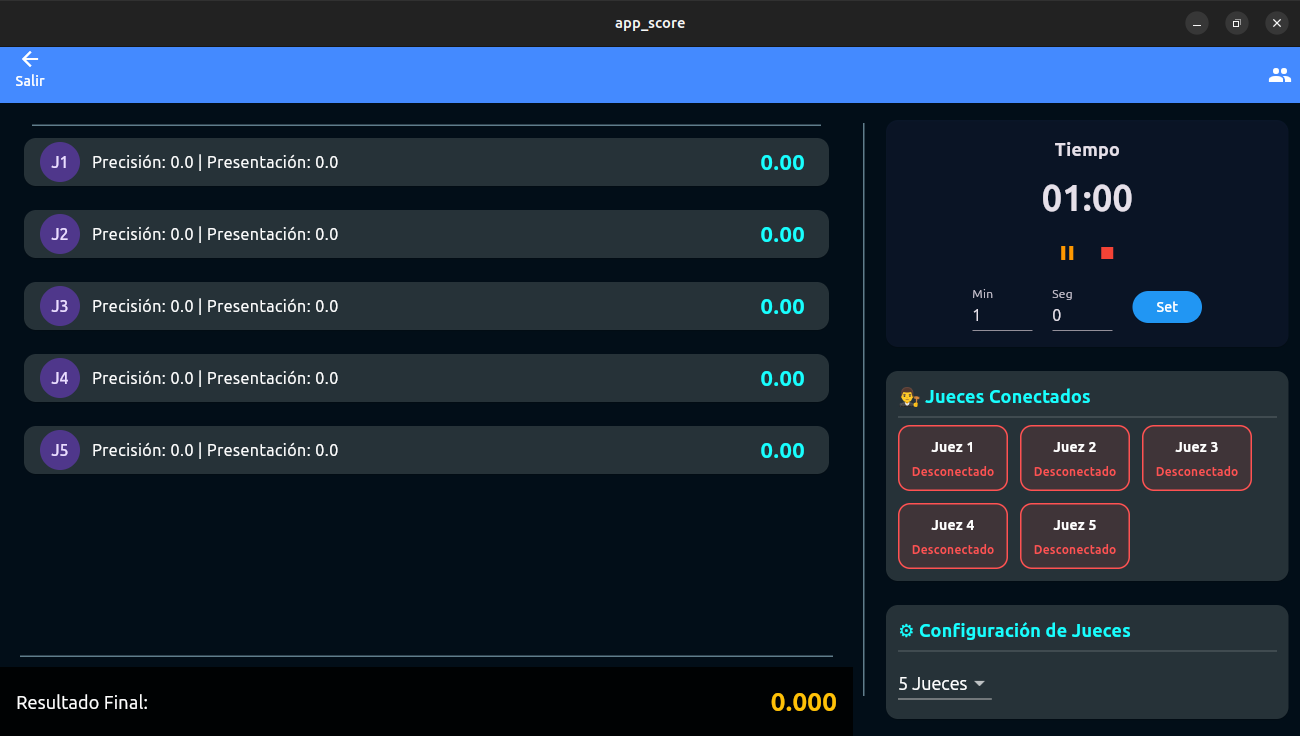 app_score
Salir
J1 Precisión: 0.0 | Presentación: 0.0 0.00
J2 Precisión: 0.0 | Presentación: 0.0 0.00
J3 Precisión: 0.0 | Presentación: 0.0 0.00
J4 Precisión: 0.0 | Presentación: 0.0 0.00
J5 Precisión: 0.0 | Presentación: 0.0 0.00
Resultado Final: 0.000
Tiempo
01:00
Min Seg
1 0 Set
Jueces Conectados
Juez 1 Juez 2 Juez 3
Desconectado Desconectado Desconectado
Juez 4 Juez 5
Desconectado Desconectado
Configuración de Jueces
5 Jueces